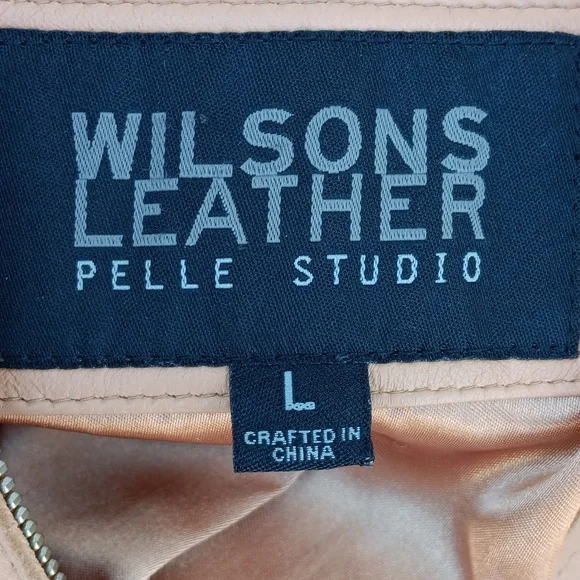 WILSONS
LEATHER
PELLE STUDIO
L
CRAFTED IN
CHINA